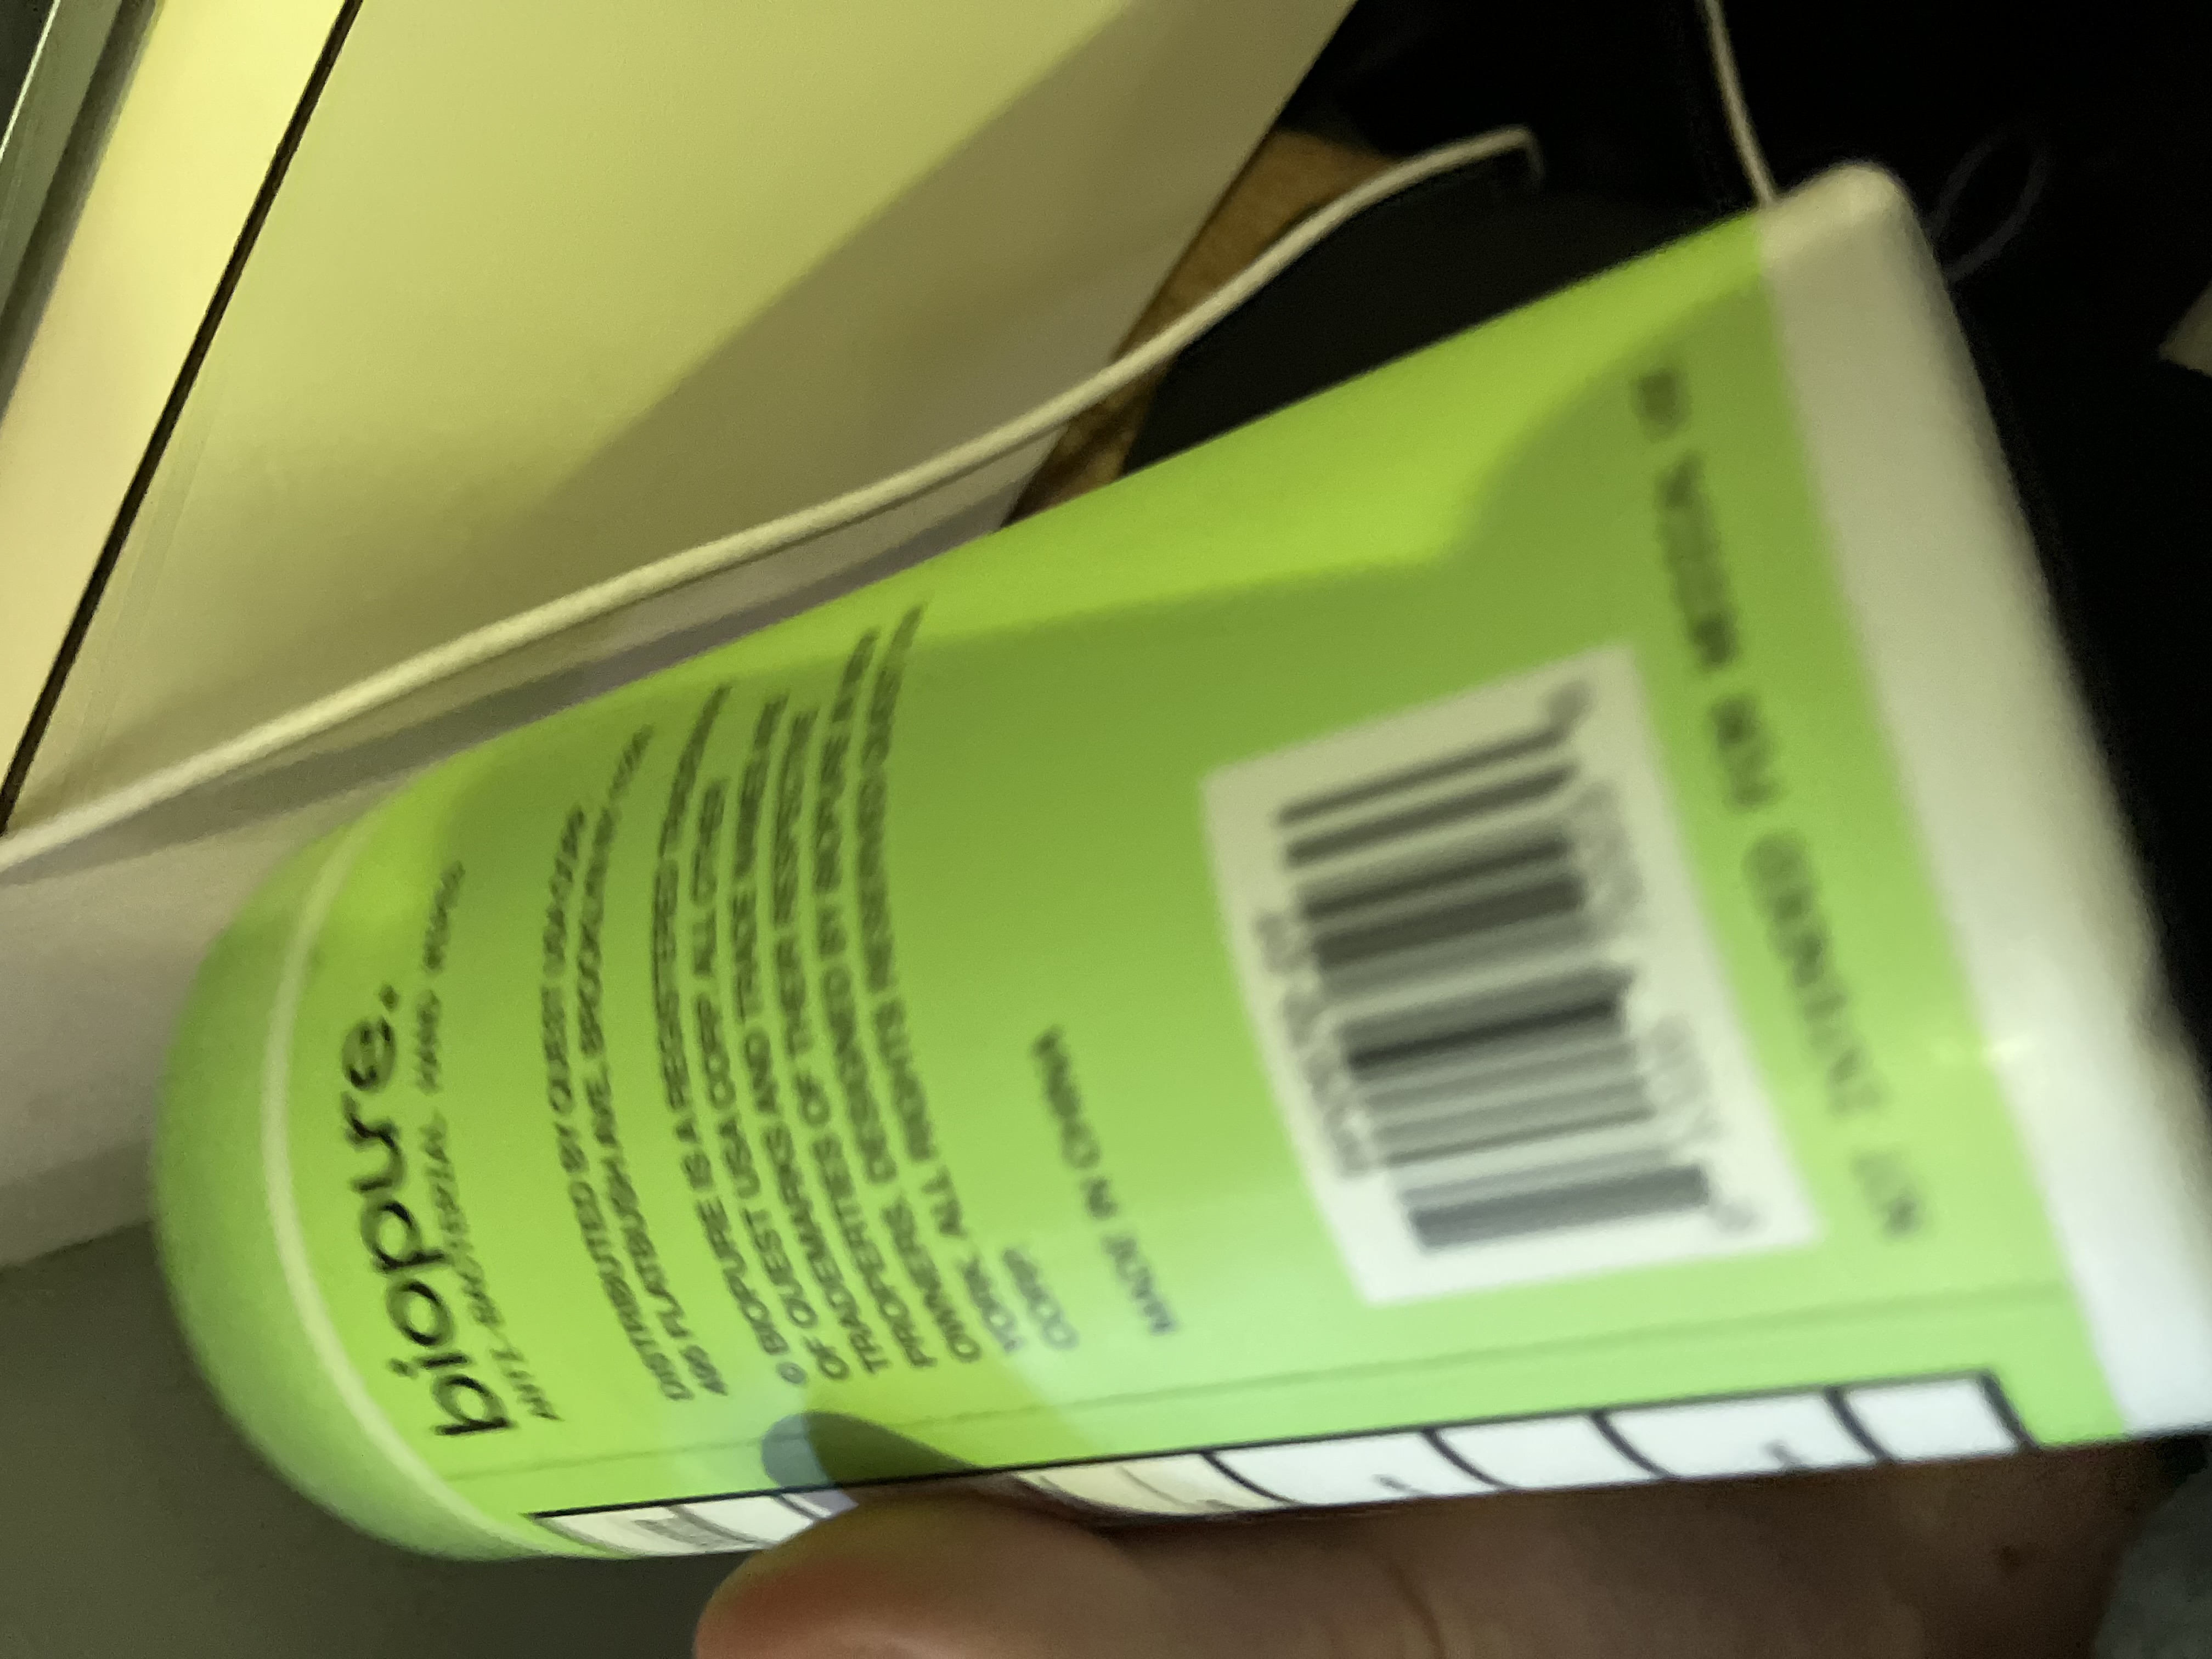 biopure.
ANTI-BACTERIAL HAND WIPES
DISTRIBUTED BY QUEST USA CORP.
495 FLATBUSH AVE, BROOKLYN NY
© BIOPURE IS A REGISTERED TRADEMARK
OF QUEST USA CORP. ALL OTHER
TRADEMARKS AND TRADE NAMES ARE
PROPERTIES OF THEIR RESPECTIVE
OWNERS. DESIGNED BY BIOPURE IN NEW
YORK. ALL RIGHTS RESERVED QUEST USA
CORP.
MADE IN CHINA
NOT INTENDED FOR MEDICAL USE